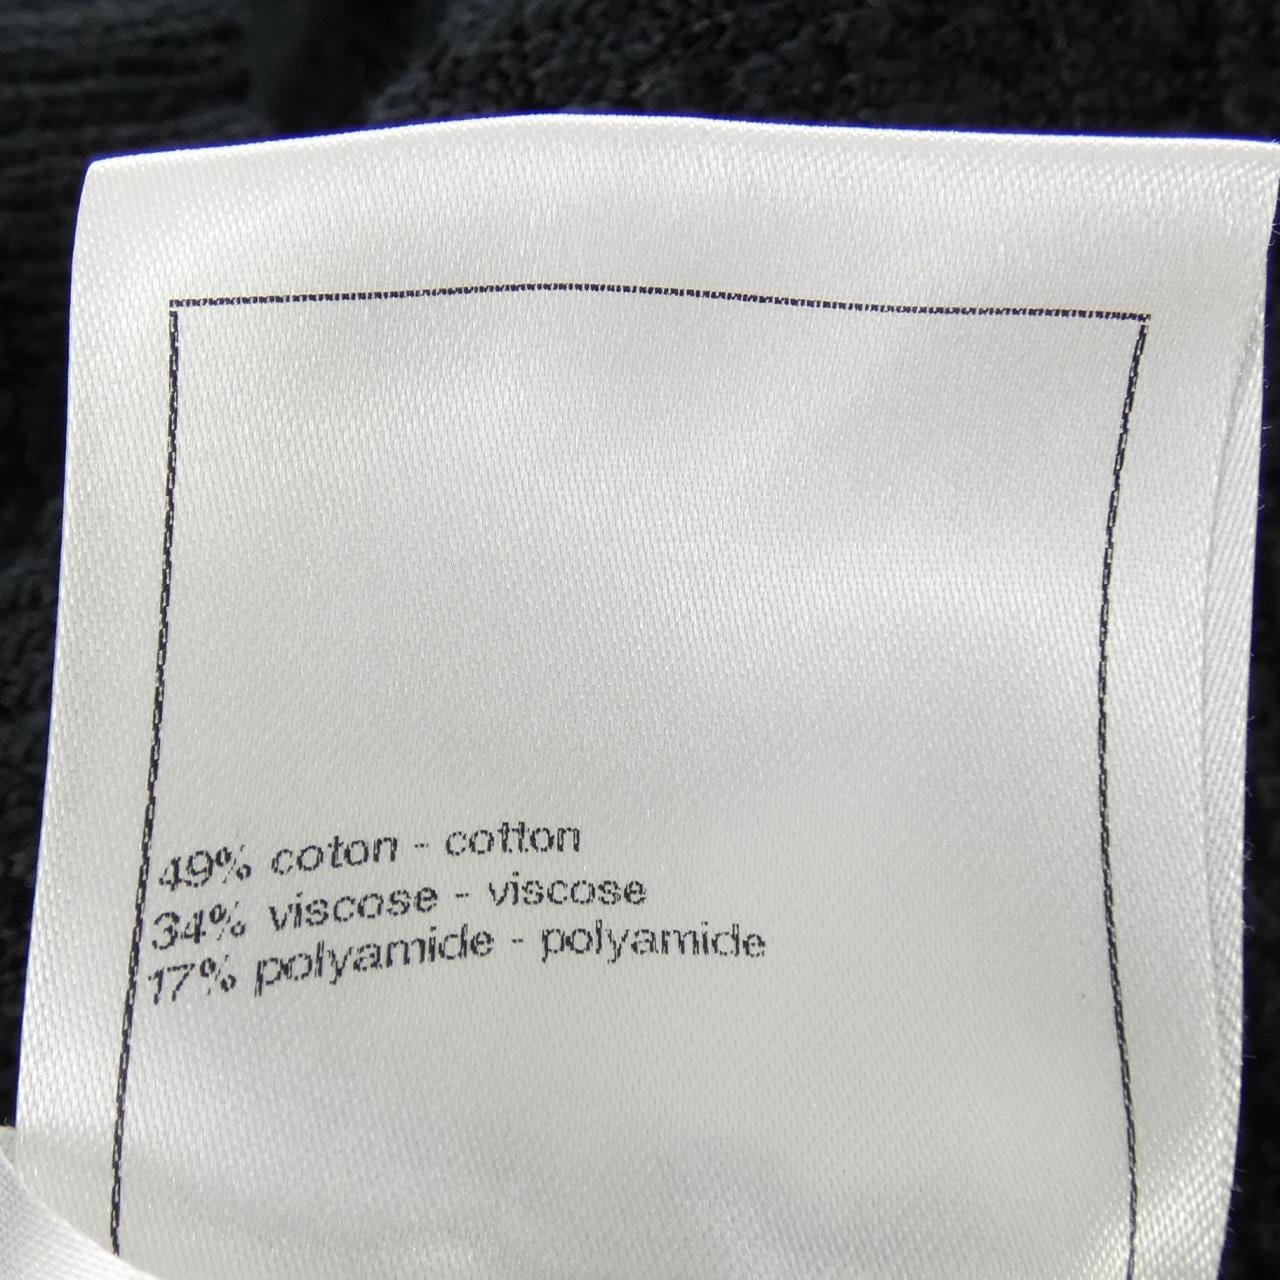 49% coton - cotton
34% viscose - viscose
17% polyamide - polyamide